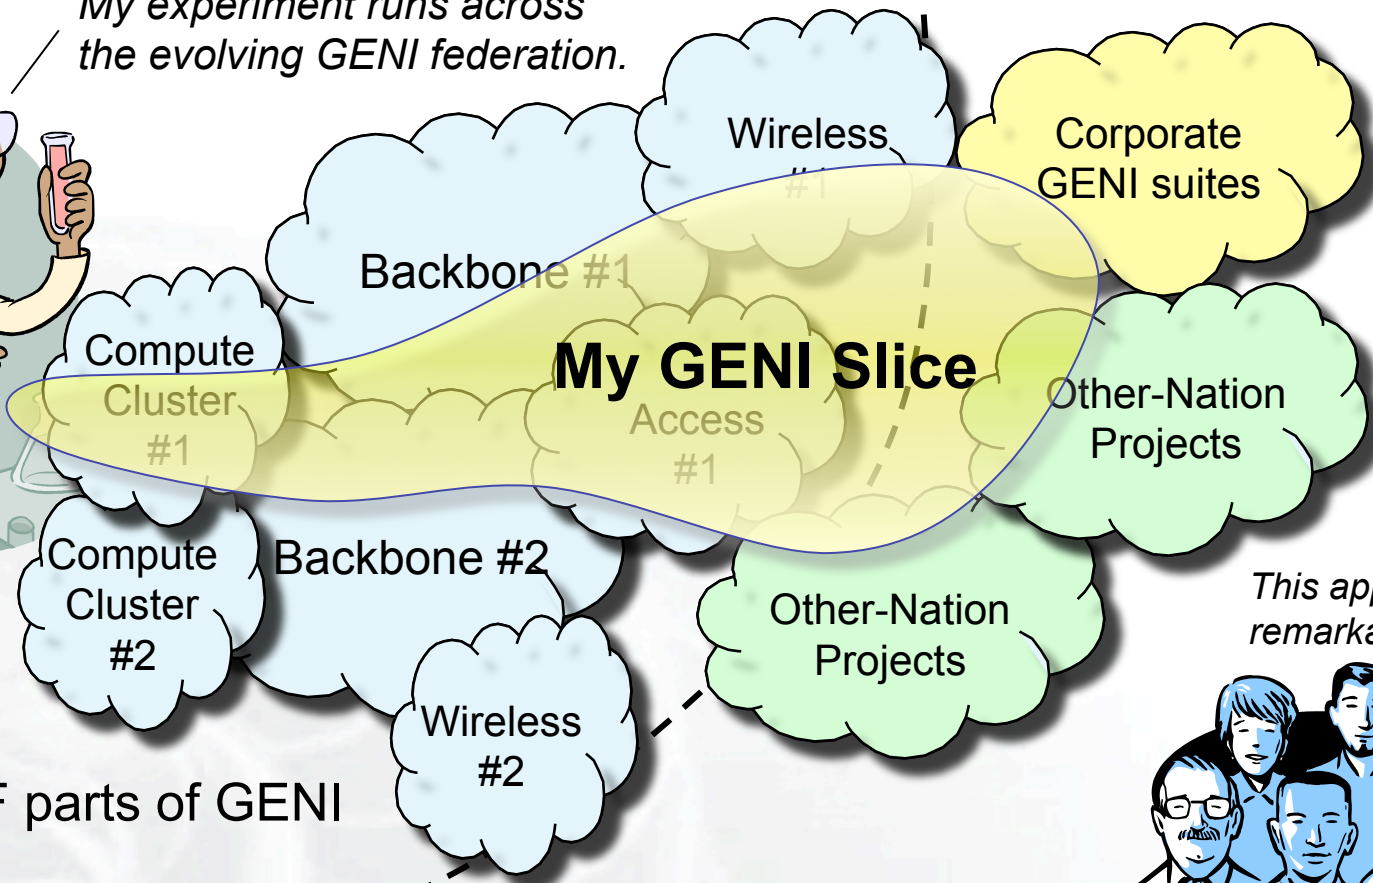 My experiment runs across
the evolving GENI federation.
Wireless
#1
Corporate
GENI suites
Backbone #1
Compute
Cluster
#1
My GENI Slice
Access
#1
Other-Nation
Projects
Compute
Cluster
#2
Backbone #2
Other-Nation
Projects
This
Wireless
#2
parts of GENI